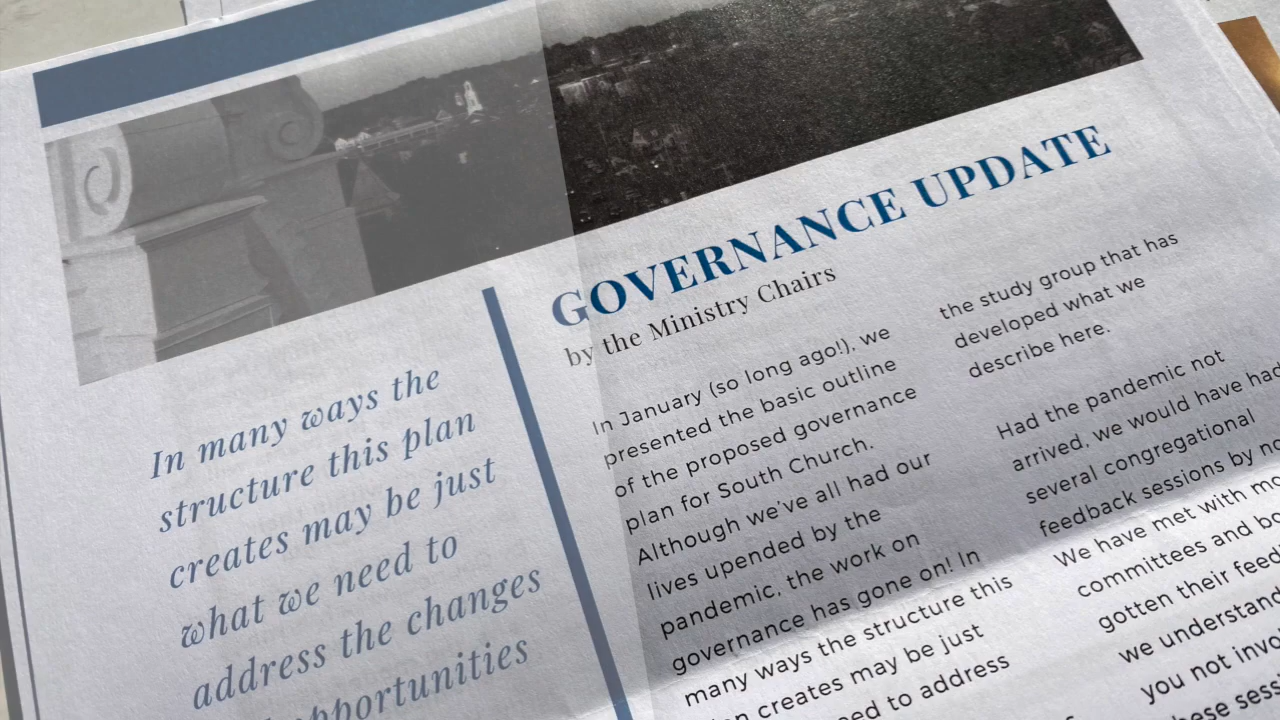 GOVERNANCE UPDATE
by the Ministry Chairs
In many ways the
structure this plan
creates may be just
what we need to
address the changes
opportunities
In January (so long ago!), we
presented the basic outline
of the proposed governance
plan for South Church.
Although we've all had our
lives upended by the
pandemic, the work on
governance has gone on! In
many ways the structure this
creates may be just
to address
the study group that has
developed what we
describe here.
Had the pandemic not
arrived, we would have had
several congregational
feedback sessions by
We have met with
committees and
gotten their
we understand
you not